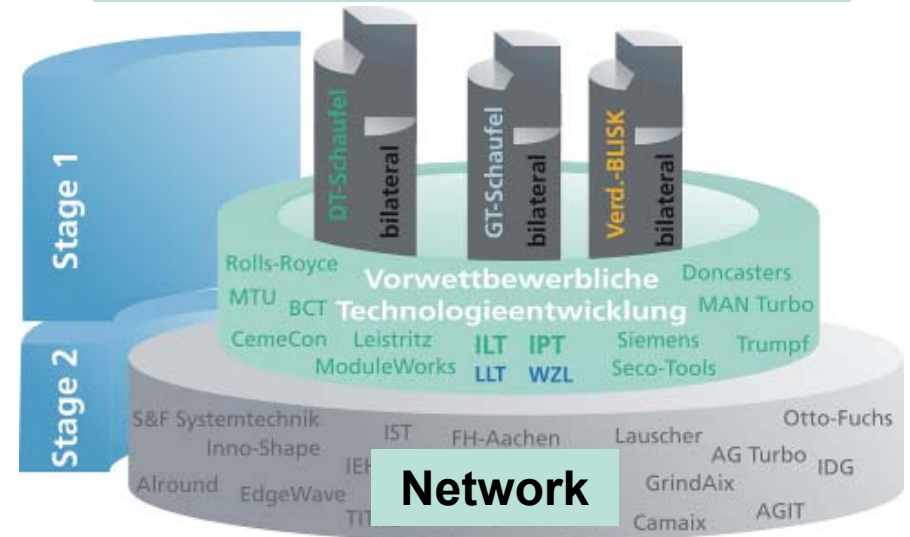 Stage 1
Stage 2
DT-Schaufel
bilateral
GT-Schaufel
bilateral
Verd.-BLISK
bilateral
Vorwettbewerbliche
Technologieentwicklung
Rolls-Royce
MTU
BCT
CemeCon
Leistritz
ModuleWorks
ILT IPT
LLT WZL
Doncasters
MAN Turbo
Siemens
Trumpf
Seco-Tools
S&F Systemtechnik
Inno-Shape
IST
FH-Aachen
Lauscher
Otto-Fuchs
AG Turbo
IDG
Alround
EdgeWave
GrindAix
Camaix
AGIT
Network